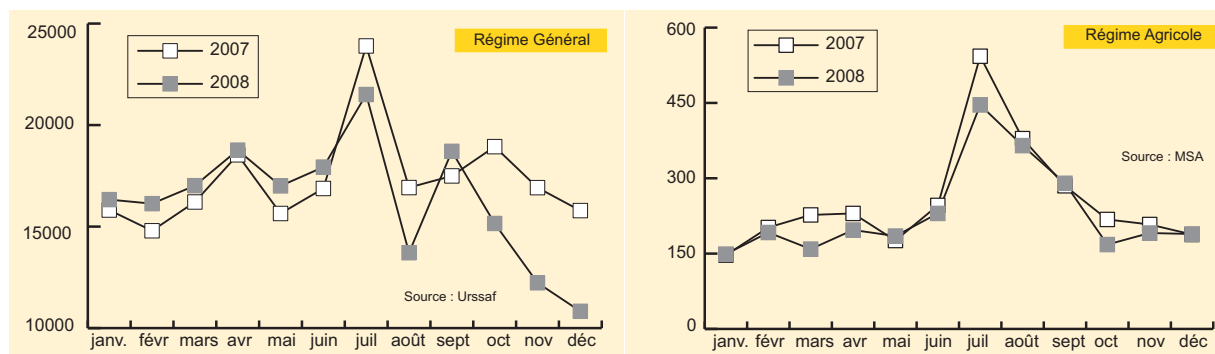 25000
20000
15000
10000
2007
2008
Régime Général
Source : Urssaf
janv. févr mars avr mai juin juil août sept oct nov déc
600
450
300
150
0
2007
2008
Régime Agricole
Source : MSA
janv. févr mars avr mai juin juil août sept oct nov déc